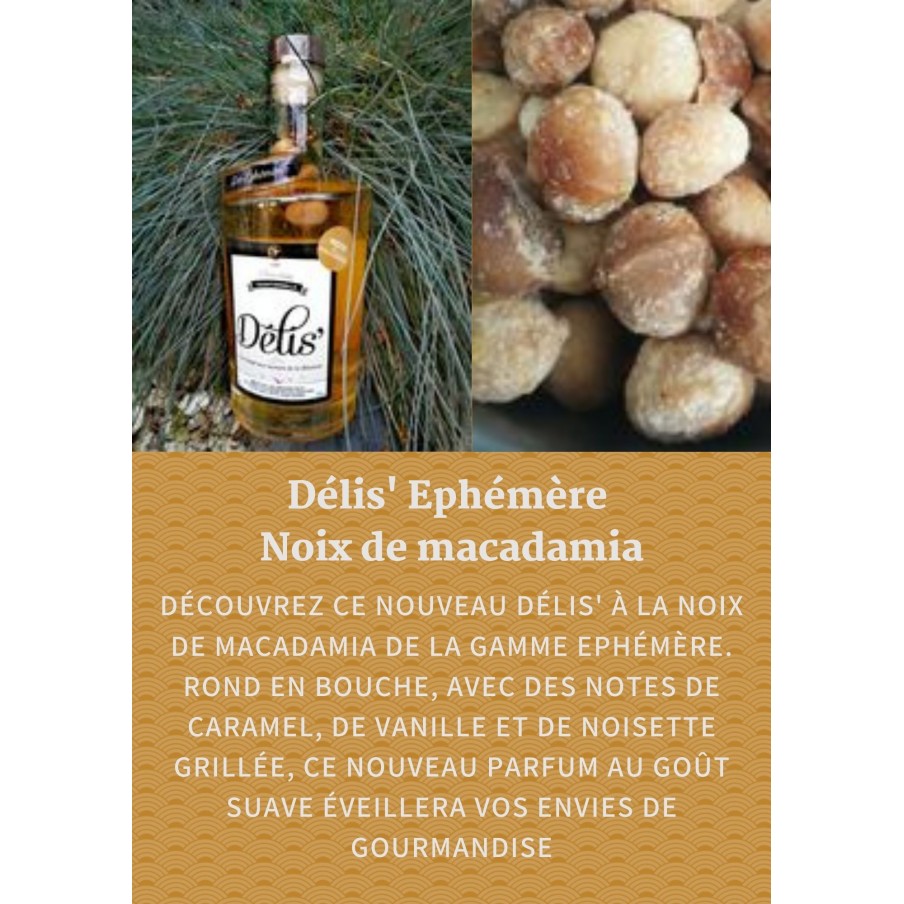 Délis'
Délis' Ephémère
Noix de macadamia
DÉCOUVREZ CE NOUVEAU DÉLIS' À LA NOIX
DE MACADAMIA DE LA GAMME EPHÉMÈRE.
ROND EN BOUCHE, AVEC DES NOTES DE
CARAMEL, DE VANILLE ET DE NOISETTE
GRILLÉE, CE NOUVEAU PARFUM AU GOÛT
SUAVE ÉVEILLERA VOS ENVIES DE
GOURMANDISE